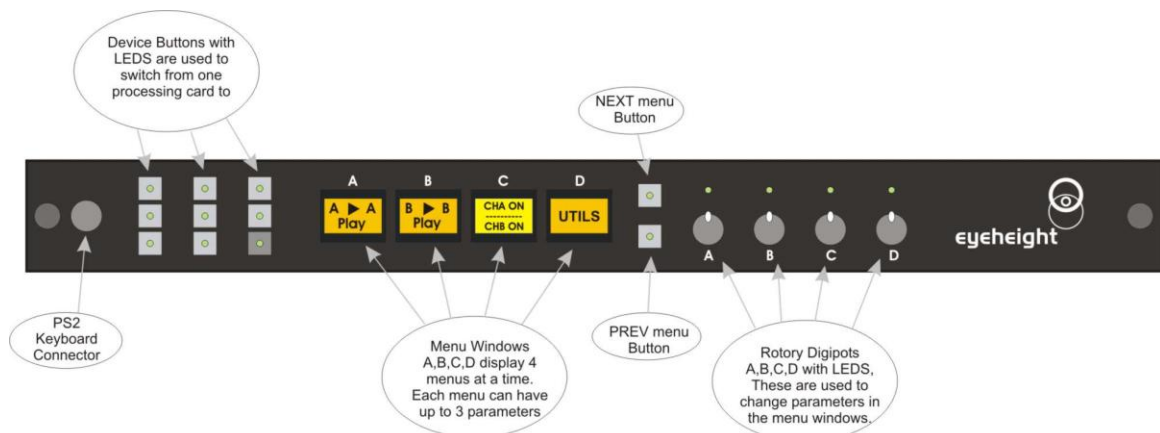 Device Buttons with
LEDS are used to
switch from one
processing card to
NEXT menu
Button
A
B
C
D
A ▶ A
Play
B ▶ B
Play
CHA ON
----------
CHB ON
UTILS
A
B
C
D
eyeheight
PS2
Keyboard
Connector
Menu Windows
A,B,C,D display 4
menus at a time.
Each menu can have
up to 3 parameters
PREV menu
Button
Rotory Digipots
A,B,C,D with LEDS,
These are used to
change parameters in
the menu windows.